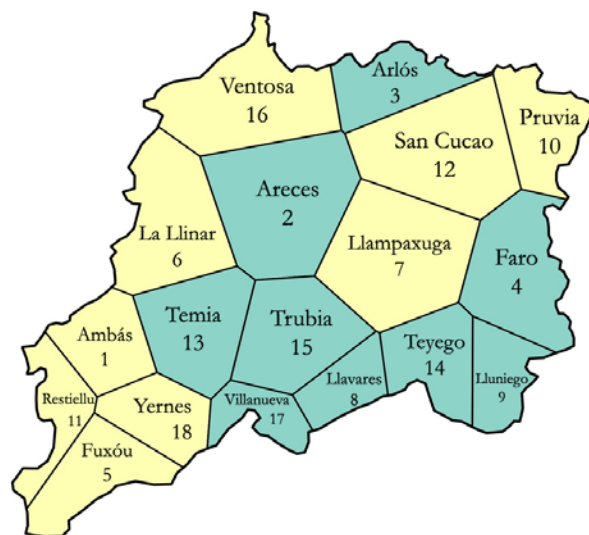 Arlós
3
Ventosa
16
Pruvia
10
San Cucao
12
Areces
2
La Llinar
6
Llampaxuga
7
Faro
4
Temia
13
Trubia
15
Ambás
1
Teyego
14
Lluniego
9
Llavares
8
Villanueva
17
Restiellu
11
Yernes
18
Fuxóu
5